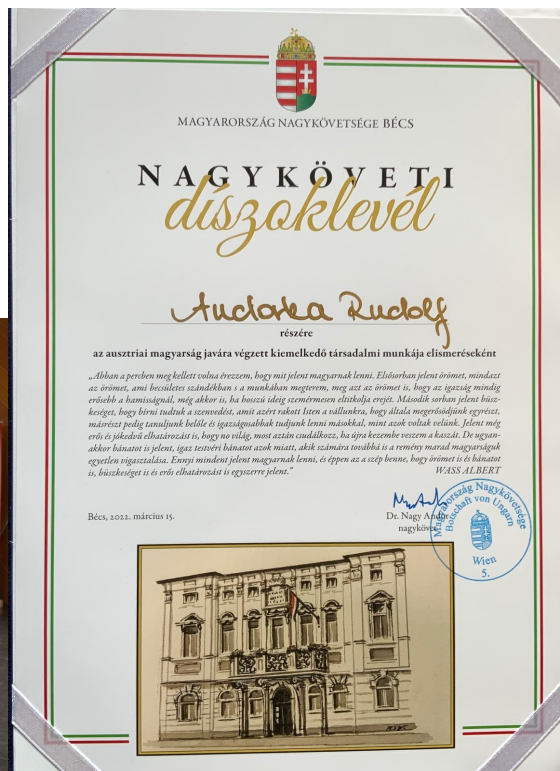 MAGYARORSZÁG NAGYKÖVETSÉGE BÉCS
NAGYKÖVETI
díszoklevél
Andorka Rudolf
részére
az ausztriai magyarság javára végzett kiemelkedő társadalmi munkája elismeréseként
„Abban a percben meg kellett volna érezzem, hogy mit jelent magyarnak lenni. Elsősorban jelent örömet, mindazt
az örömet, ami becsületes szándékban s a munkában megterem, meg azt az örömet is, hogy az igazság mindig
erősebb a hamisságnál, még akkor is, ha hosszú ideig szemérmesen eltitkolja erejét. Második sorban jelent büsz-
keséget, hogy bírni tudtuk a szenvedést, amit azért rakott Isten a vállunkra, hogy általa megerősödjünk egyrészt,
másrészt pedig tanuljunk belőle és igazságosabbak tudjunk lenni másokkal, mint azok voltak velünk. Jelent még
erős és jókedvű elhatározást is, hogy no világ, most aztán csudálkozz, ha újra kezembe veszem a kaszát. De ugyan-
akkor bánatot is jelent, igaz testvéri bánatot azok miatt, akik számára továbbá is a remény marad magyarságuk
egyetlen vigasztalása. Ennyi mindent jelent magyarnak lenni, és éppen az a szép benne, hogy örömet is és bánatot
is, büszkeséget is és erős elhatározást is egyszerre jelent.” WASS ALBERT
Bécs, 2022. március 15.
Dr. Nagy Andor
nagykövet
Magyarország Nagykövetsége
Botschaft von Ungarn
Wien
5.